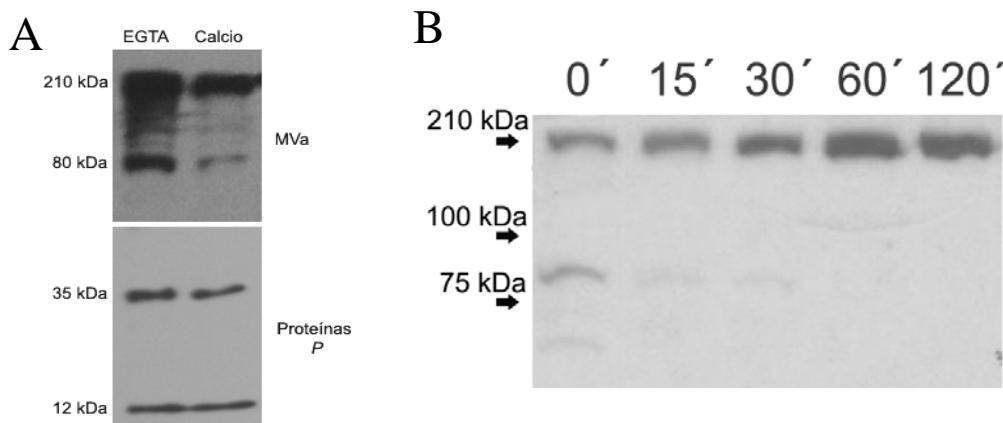 A
EGTA Calcio
210 kDa
MVa
80 kDa
35 kDa
Proteínas
P
12 kDa
B
0´ 15´ 30´ 60´ 120´
210 kDa
100 kDa
75 kDa